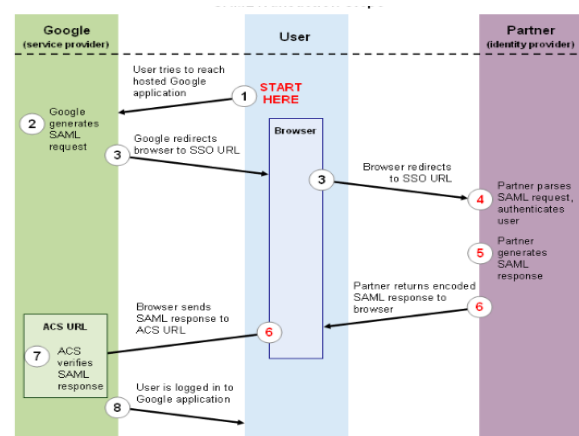 Google
(service provider)
User
Partner
(identity provider)
User tries to reach
hosted Google
application
1
START
HERE
2
Google
generates
SAML
request
3
Google redirects
browser to SSO URL
Browser
3
Browser redirects
to SSO URL
4
Partner parses
SAML request,
authenticates
user
5
Partner
generates
SAML
response
Partner returns encoded
SAML response to
browser
6
Browser sends
SAML response to
ACS URL
6
ACS URL
7
ACS
verifies
SAML
response
8
User is logged in to
Google application